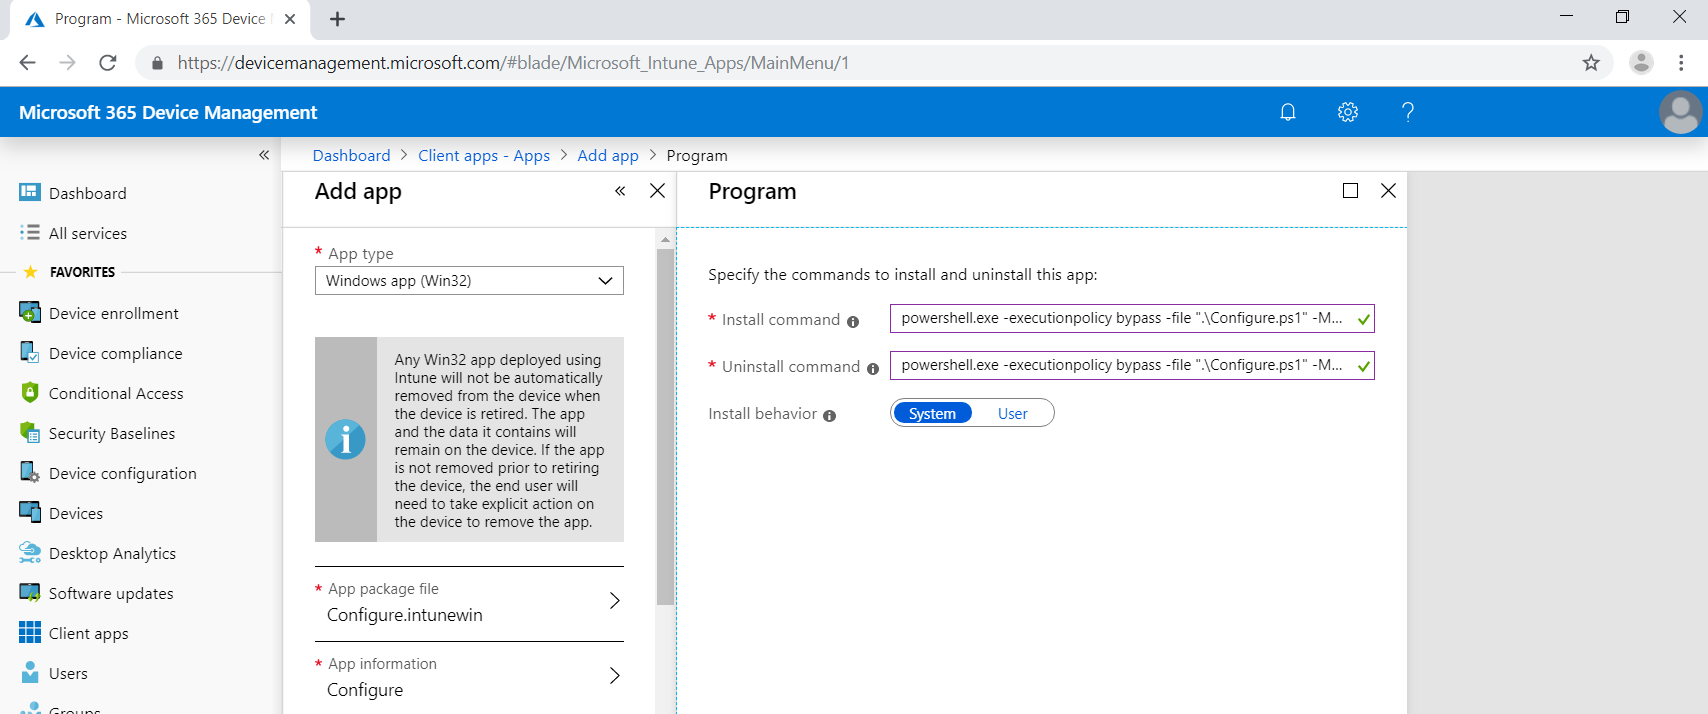 Program - Microsoft 365 Device
https://devicemanagement.microsoft.com/#blade/Microsoft_Intune_Apps/MainMenu/1
Microsoft 365 Device Management
Dashboard > Client apps - Apps > Add app > Program
Dashboard
All services
FAVORITES
Device enrollment
Device compliance
Conditional Access
Security Baselines
Device configuration
Devices
Desktop Analytics
Software updates
Client apps
Users
Groups
Add app
* App type
Windows app (Win32)
Any Win32 app deployed using
Intune will not be automatically
removed from the device when
the device is retired. The app
and the data it contains will
remain on the device. If the app
is not removed prior to retiring
the device, the end user will
need to take explicit action on
the device to remove the app.
* App package file
Configure.intunewin
* App information
Configure
Program
Specify the commands to install and uninstall this app:
* Install command
powershell.exe -executionpolicy bypass -file ".\Configure.ps1" -M...
* Uninstall command
powershell.exe -executionpolicy bypass -file ".\Configure.ps1" -M...
Install behavior
System User